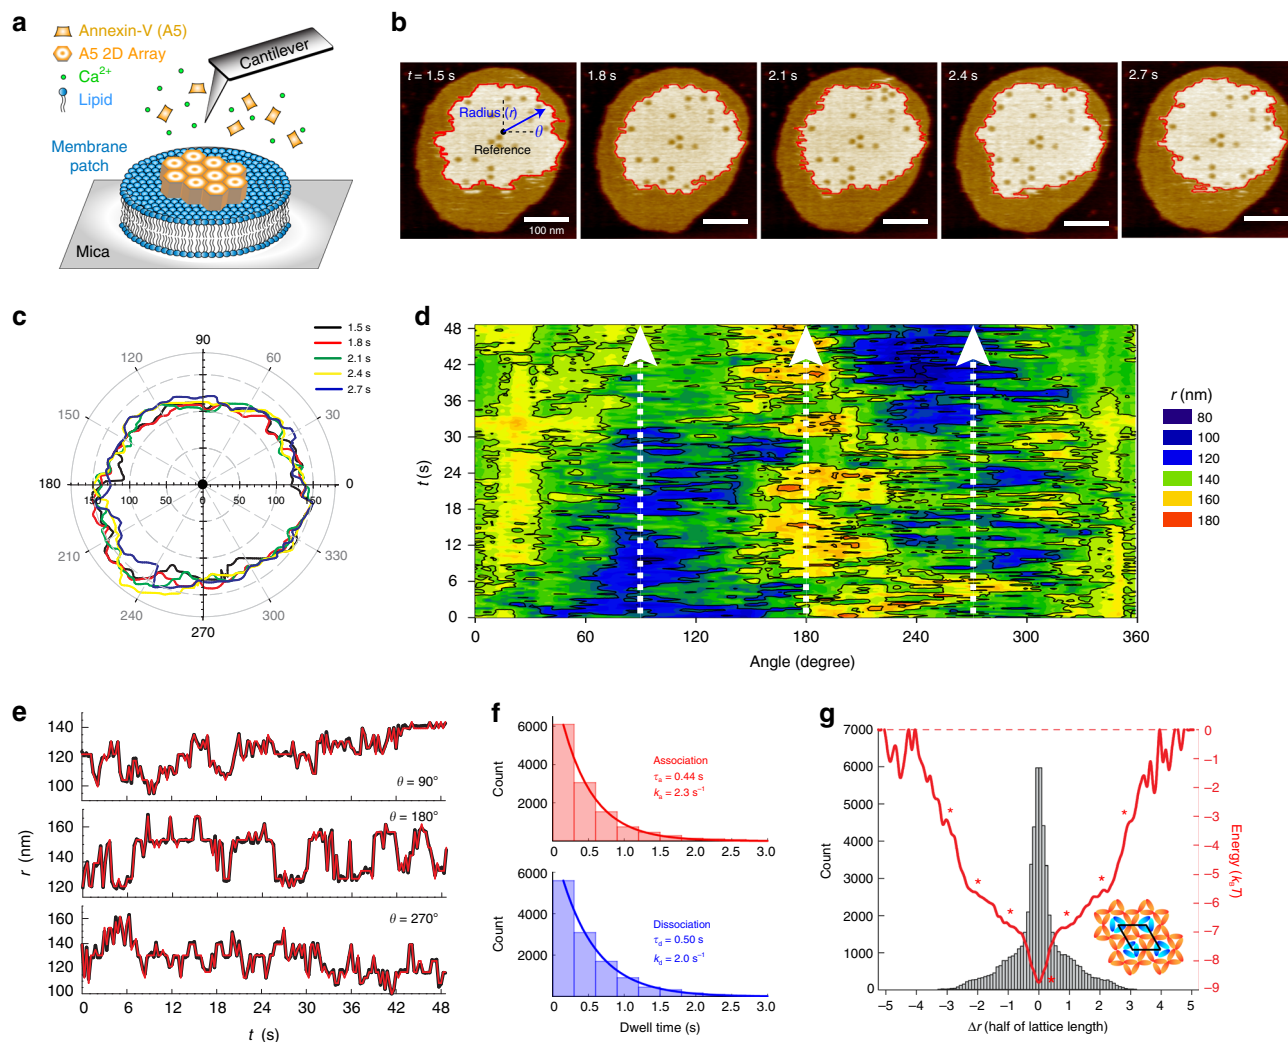 a
Annexin-V (A5)
A5 2D Array
Ca2+
Lipid
Cantilever
Membrane
patch
Mica
b
t = 1.5 s
1.8 s
2.1 s
2.4 s
2.7 s
Radius (r)
θ
Reference
100 nm
c
1.5 s
1.8 s
2.1 s
2.4 s
2.7 s
90
120
60
150
30
180
150
100
50
0
50
100
150
0
210
330
240
300
270
d
t (s)
48
42
36
30
24
18
12
6
0
0
60
120
180
240
300
360
Angle (degree)
r (nm)
80
100
120
140
160
180
e
140
120
100
θ = 90°
r (nm)
160
140
120
θ = 180°
160
140
120
100
θ = 270°
0
6
12
18
24
30
36
42
48
t (s)
f
6000
4000
2000
Count
Association
τa = 0.44 s
ka = 2.3 s−1
0
0.5
1.0
1.5
2.0
2.5
3.0
6000
4000
2000
Count
Dissociation
τd = 0.50 s
kd = 2.0 s−1
0
0.5
1.0
1.5
2.0
2.5
3.0
Dwell time (s)
g
7000
6000
5000
4000
3000
2000
1000
0
Count
0
−1
−2
−3
−4
−5
−6
−7
−8
−9
Energy (kBT)
* * * * * * *
−5
−4
−3
−2
−1
0
1
2
3
4
5
Δr (half of lattice length)